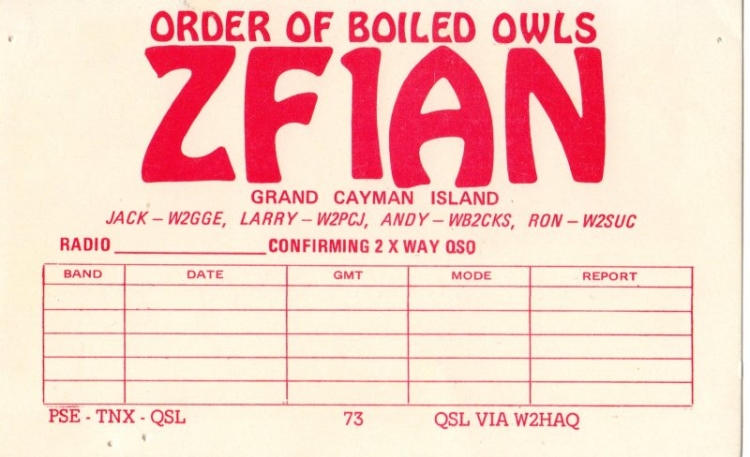 ORDER OF BOILED OWLS
ZF1AN
GRAND CAYMAN ISLAND
JACK – W2GGE, LARRY – W2PCJ, ANDY – WB2CKS, RON – W2SUC
RADIO ____________ CONFIRMING 2 X WAY QSO
BAND DATE GMT MODE REPORT
PSE - TNX - QSL 73 QSL VIA W2HAQ